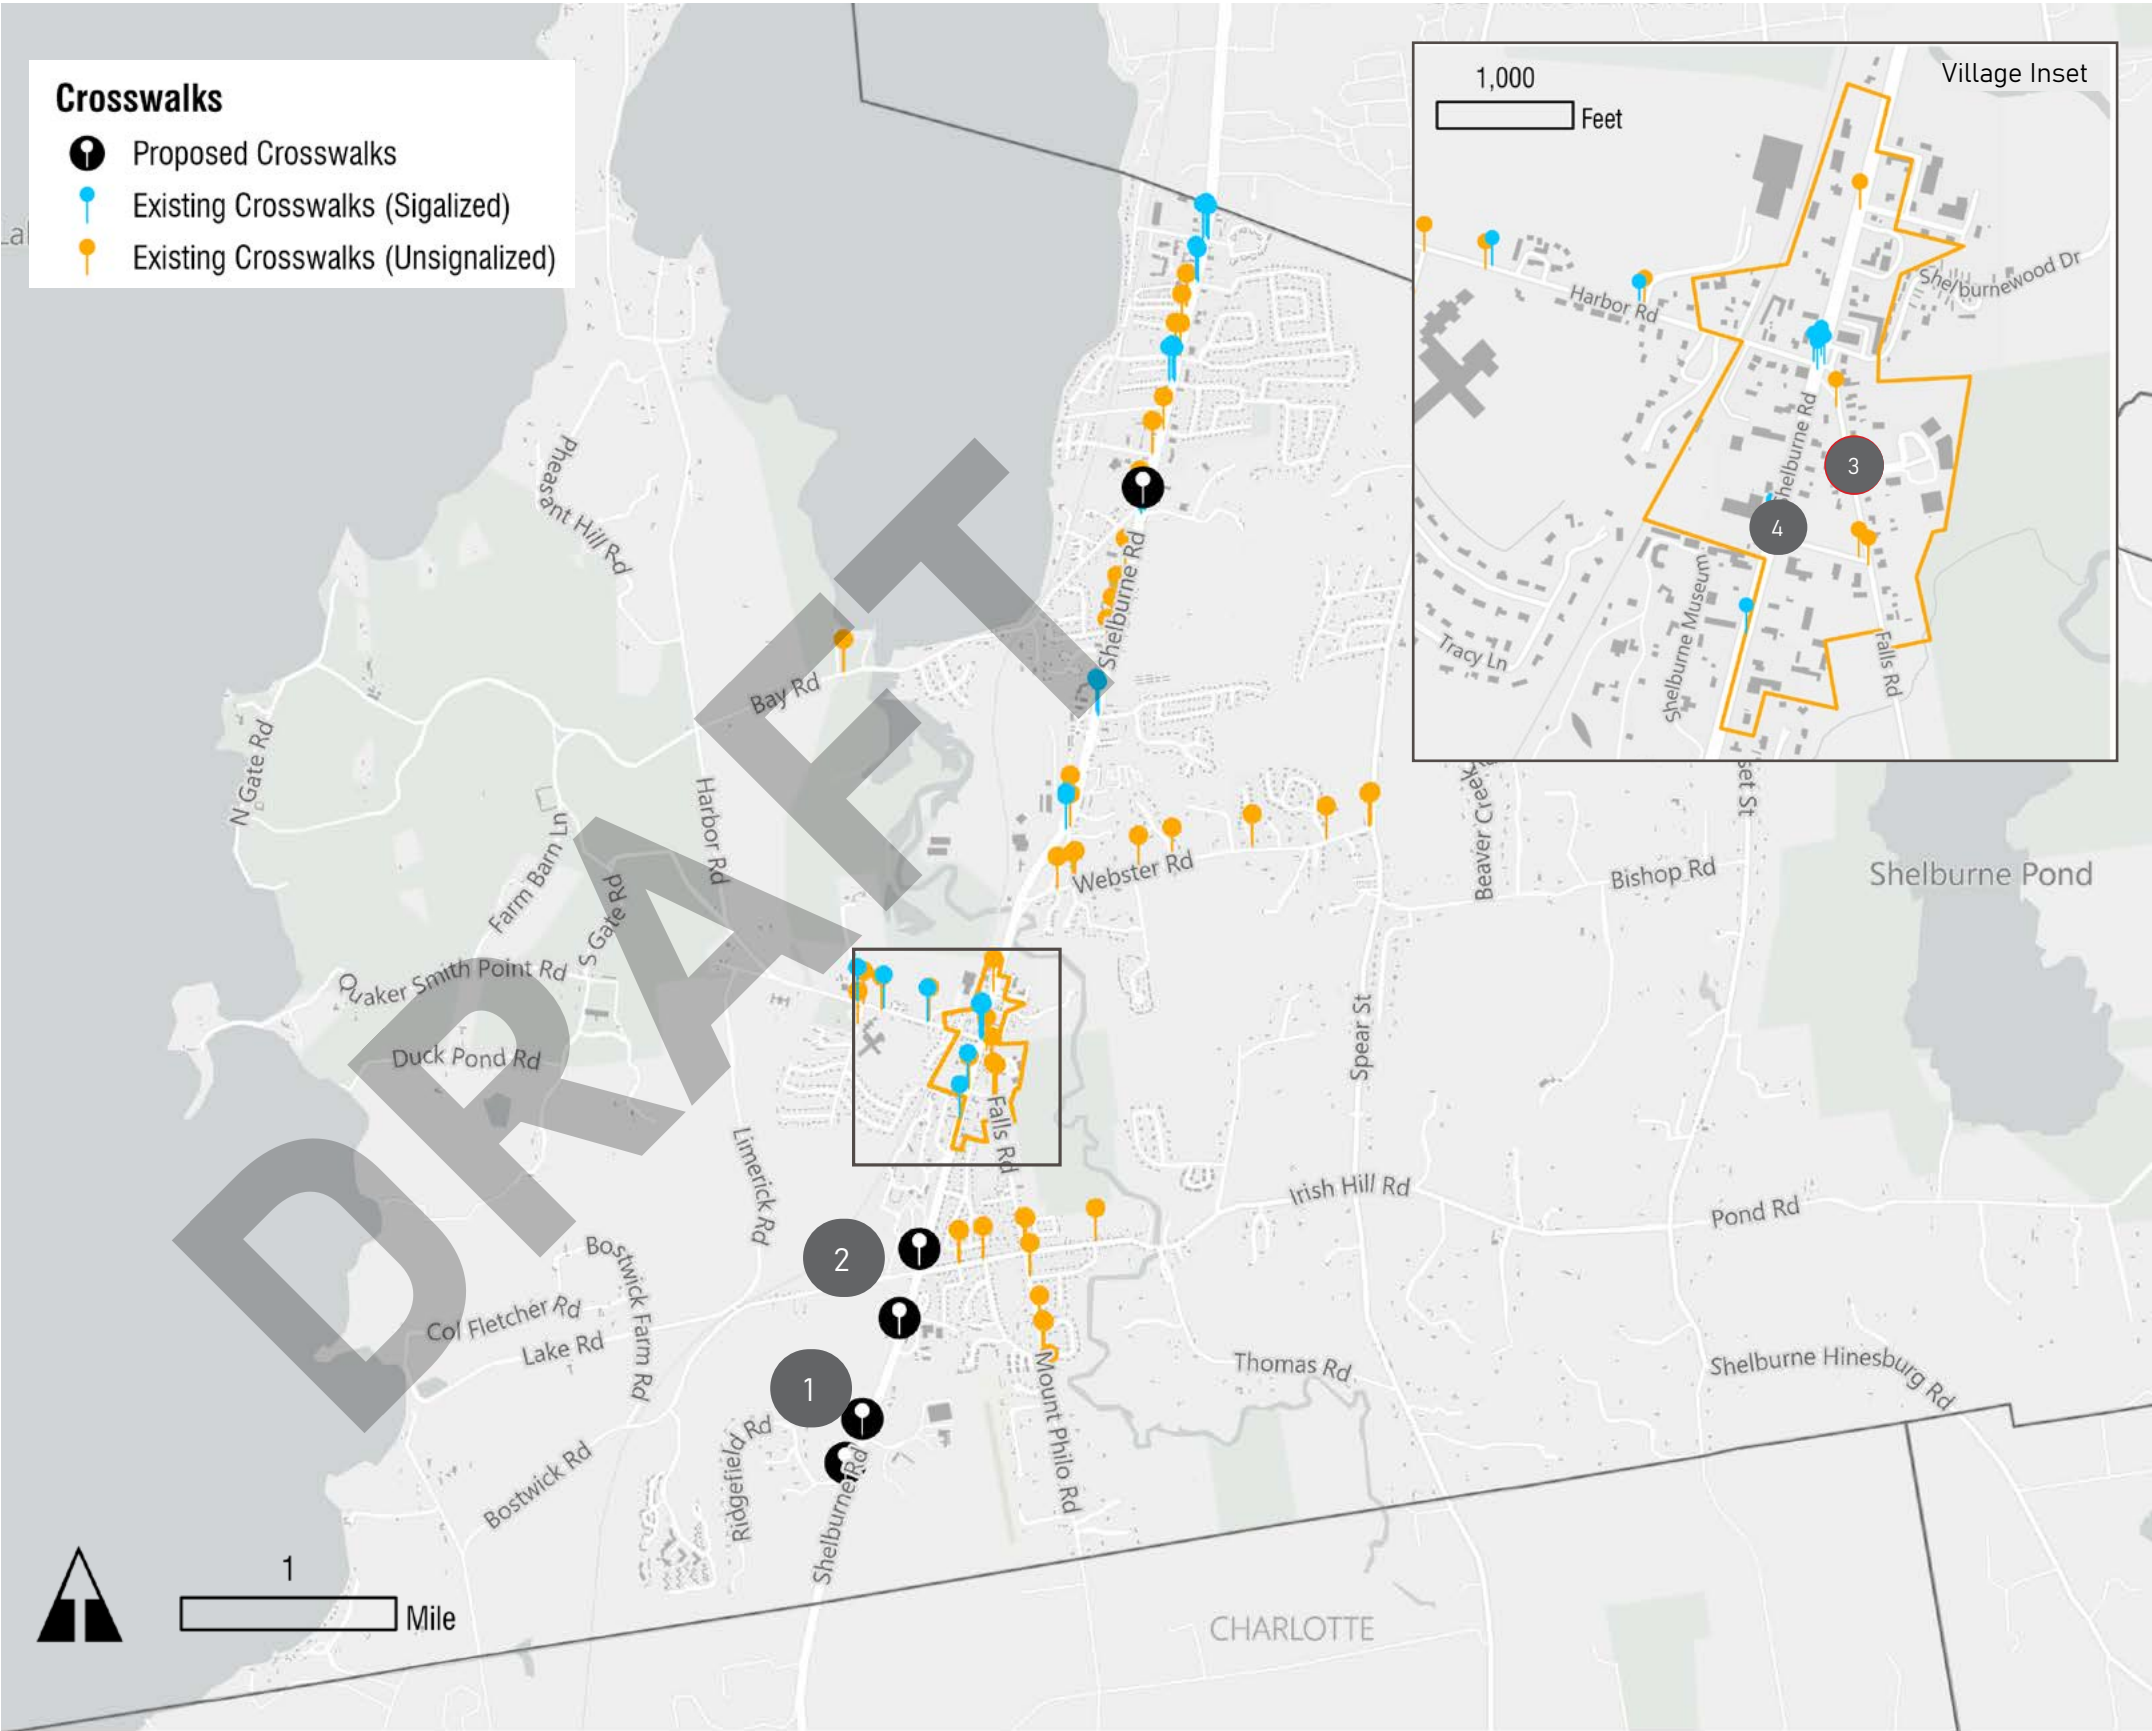 Crosswalks
Proposed Crosswalks
Existing Crosswalks (Sigalized)
Existing Crosswalks (Unsignalized)
Village Inset
1,000
Feet
Harbor Rd
Shelburnewood Dr
Shelburne Rd
3
4
Shelburne Museum
Tracy Ln
Falls Rd
Pheasant Hill Rd
Shelburne Rd
Bay Rd
N Gate Rd
Harbor Rd
Farm Barn Ln
S Gate Rd
Quaker Smith Point Rd
Duck Pond Rd
Webster Rd
Beaver Creek
Bishop Rd
Shelburne Pond
Spear St
Falls Rd
Limerick Rd
Irish Hill Rd
Pond Rd
2
Bostwick Farm Rd
Col Fletcher Rd
Lake Rd
1
Thomas Rd
Shelburne Hinesburg Rd
Mount Philo Rd
Ridgefield Rd
Bostwick Rd
Shelburne Rd
1
Mile
CHARLOTTE
DRAFT